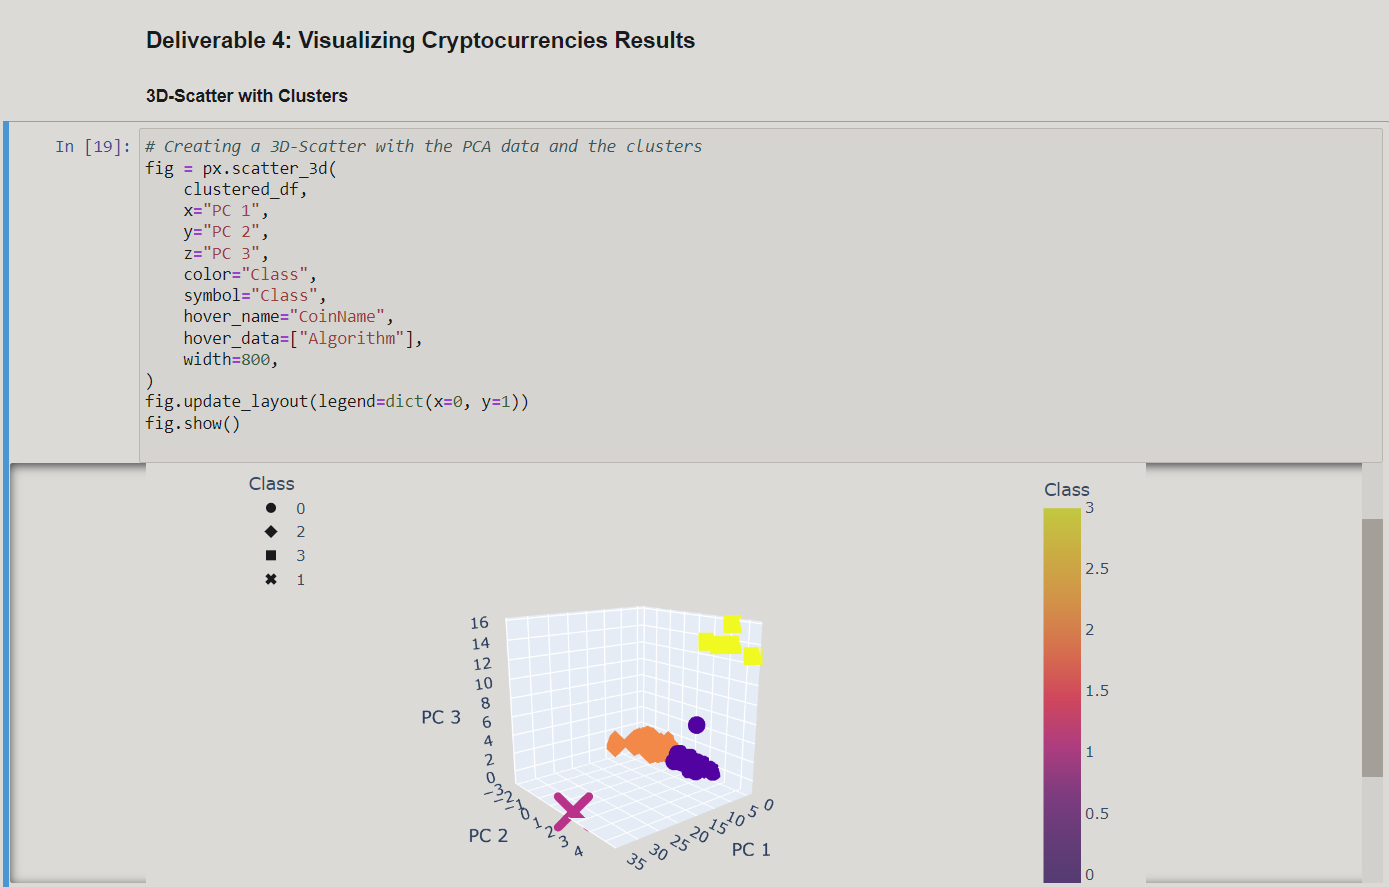 Deliverable 4: Visualizing Cryptocurrencies Results
3D-Scatter with Clusters
In [19]:
# Creating a 3D-Scatter with the PCA data and the clusters
fig = px.scatter_3d(
    clustered_df,
    x="PC 1",
    y="PC 2",
    z="PC 3",
    color="Class",
    symbol="Class",
    hover_name="CoinName",
    hover_data=["Algorithm"],
    width=800,
)
fig.update_layout(legend=dict(x=0, y=1))
fig.show()
Class
0
2
3
1
Class
3
2.5
2
1.5
1
0.5
0
16
14
12
10
8
6
4
2
0
PC 3
−3
−2
−1
0
1
2
3
4
PC 2
35
30
25
20
15
10
5
0
PC 1